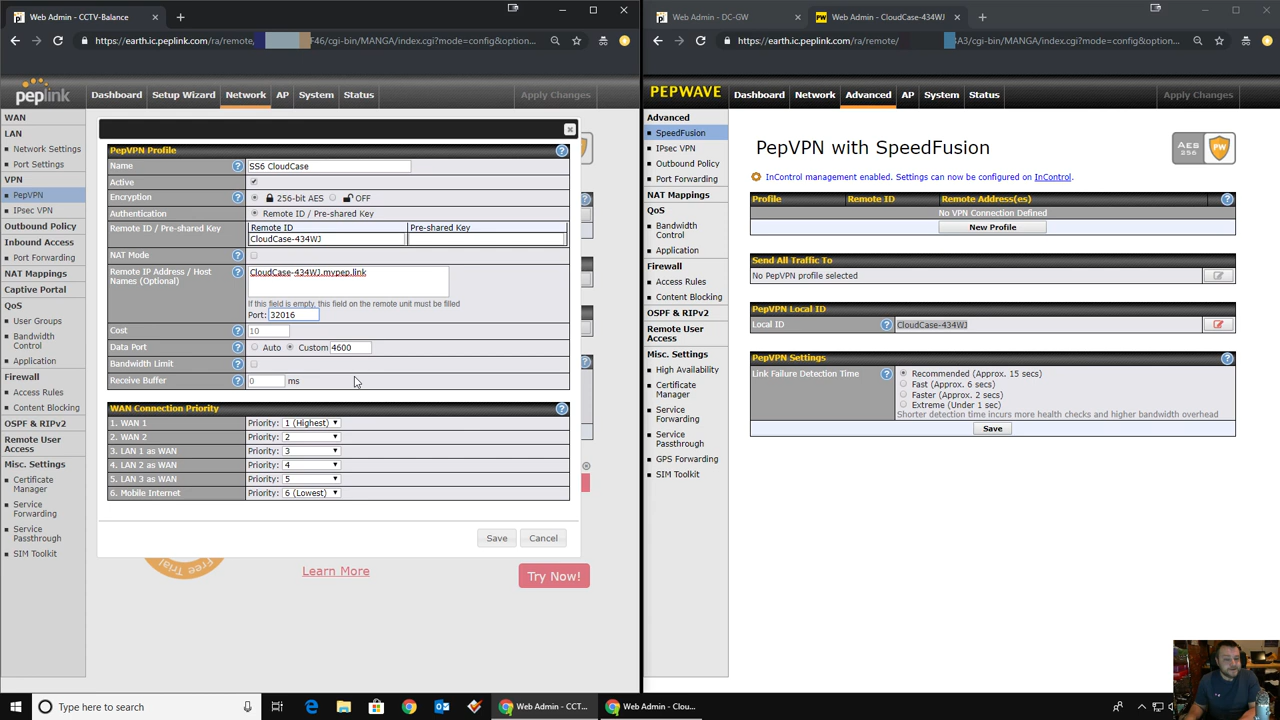 Web Admin - CCTV-Balance
https://earth.ic.peplink.com/ra/remote/ F46/cgi-bin/MANGA/index.cgi?mode=config&option...
peplink
Dashboard
Setup Wizard
Network
AP
System
Status
Apply Changes
WAN
LAN
Network Settings
Port Settings
VPN
PepVPN
IPsec VPN
Outbound Policy
Inbound Access
Port Forwarding
NAT Mappings
Captive Portal
QoS
User Groups
Bandwidth
Control
Application
Firewall
Access Rules
Content Blocking
OSPF & RIPv2
Remote User
Access
Misc. Settings
Certificate
Manager
Service
Forwarding
Service
Passthrough
SIM Toolkit
PepVPN Profile
Name SS6 CloudCase
Active
Encryption 256-bit AES OFF
Authentication Remote ID / Pre-shared Key
Remote ID / Pre-shared Key Remote ID Pre-shared Key
CloudCase-434WJ
NAT Mode
Remote IP Address / Host
Names (Optional)
CloudCase-434WJ.mypep.link
If this field is empty, this field on the remote unit must be filled
Port: 32016
Cost 10
Data Port Auto Custom 4600
Bandwidth Limit
Receive Buffer 0 ms
WAN Connection Priority
1. WAN 1 Priority: 1 (Highest)
2. WAN 2 Priority: 2
3. LAN 1 as WAN Priority: 3
4. LAN 2 as WAN Priority: 4
5. LAN 3 as WAN Priority: 5
6. Mobile Internet Priority: 6 (Lowest)
Save Cancel
Free Trial
Learn More
Try Now!
Web Admin - DC-GW
Web Admin - CloudCase-434WJ
https://earth.ic.peplink.com/ra/remote/ 3A3/cgi-bin/MANGA/index.cgi?mode=config&option...
PEPWAVE
Dashboard
Network
Advanced
AP
System
Status
Apply Changes
Advanced
SpeedFusion
IPsec VPN
Outbound Policy
Port Forwarding
NAT Mappings
QoS
Bandwidth
Control
Application
Firewall
Access Rules
Content Blocking
OSPF & RIPv2
Remote User
Access
Misc. Settings
High Availability
Certificate
Manager
Service
Forwarding
Service
Passthrough
GPS Forwarding
SIM Toolkit
PepVPN with SpeedFusion
AES
256
PW
InControl management enabled. Settings can now be configured on InControl.
Profile Remote ID Remote Address(es)
No VPN Connection Defined
New Profile
Send All Traffic To
No PepVPN profile selected
PepVPN Local ID
Local ID CloudCase-434WJ
PepVPN Settings
Link Failure Detection Time Recommended (Approx. 15 secs)
Fast (Approx. 6 secs)
Faster (Approx. 2 secs)
Extreme (Under 1 sec)
Shorter detection time incurs more health checks and higher bandwidth overhead
Save
Type here to search
Web Admin - CCT...
Web Admin - Clou...